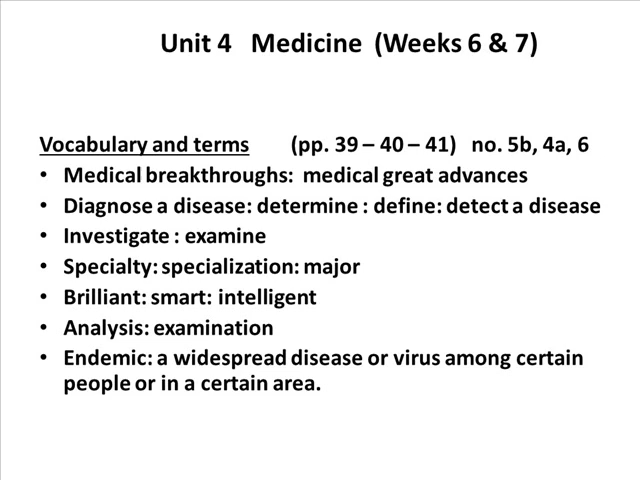 Unit 4 Medicine (Weeks 6 & 7)
Vocabulary and terms (pp. 39 – 40 – 41) no. 5b, 4a, 6
• Medical breakthroughs: medical great advances
• Diagnose a disease: determine : define: detect a disease
• Investigate : examine
• Specialty: specialization: major
• Brilliant: smart: intelligent
• Analysis: examination
• Endemic: a widespread disease or virus among certain
people or in a certain area.